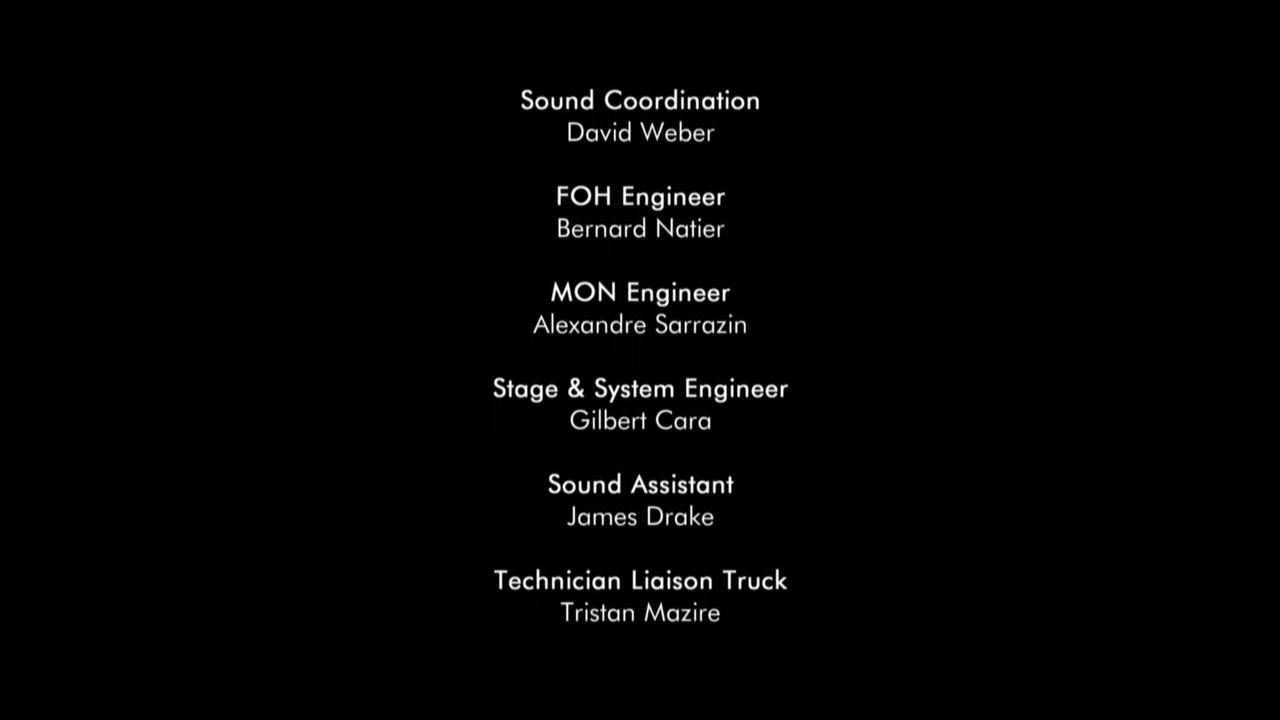 Sound Coordination
David Weber
FOH Engineer
Bernard Natier
MON Engineer
Alexandre Sarrazin
Stage & System Engineer
Gilbert Cara
Sound Assistant
James Drake
Technician Liaison Truck
Tristan Mazire